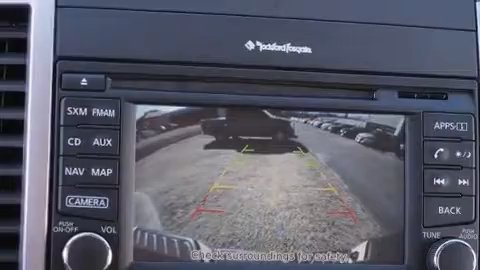 Rockford Fosgate
SXM FM/AM
CD AUX
NAV MAP
CAMERA
PUSH
ON·OFF
VOL
APPS
BACK
TUNE
PUSH
AUDIO
Check surroundings for safety.